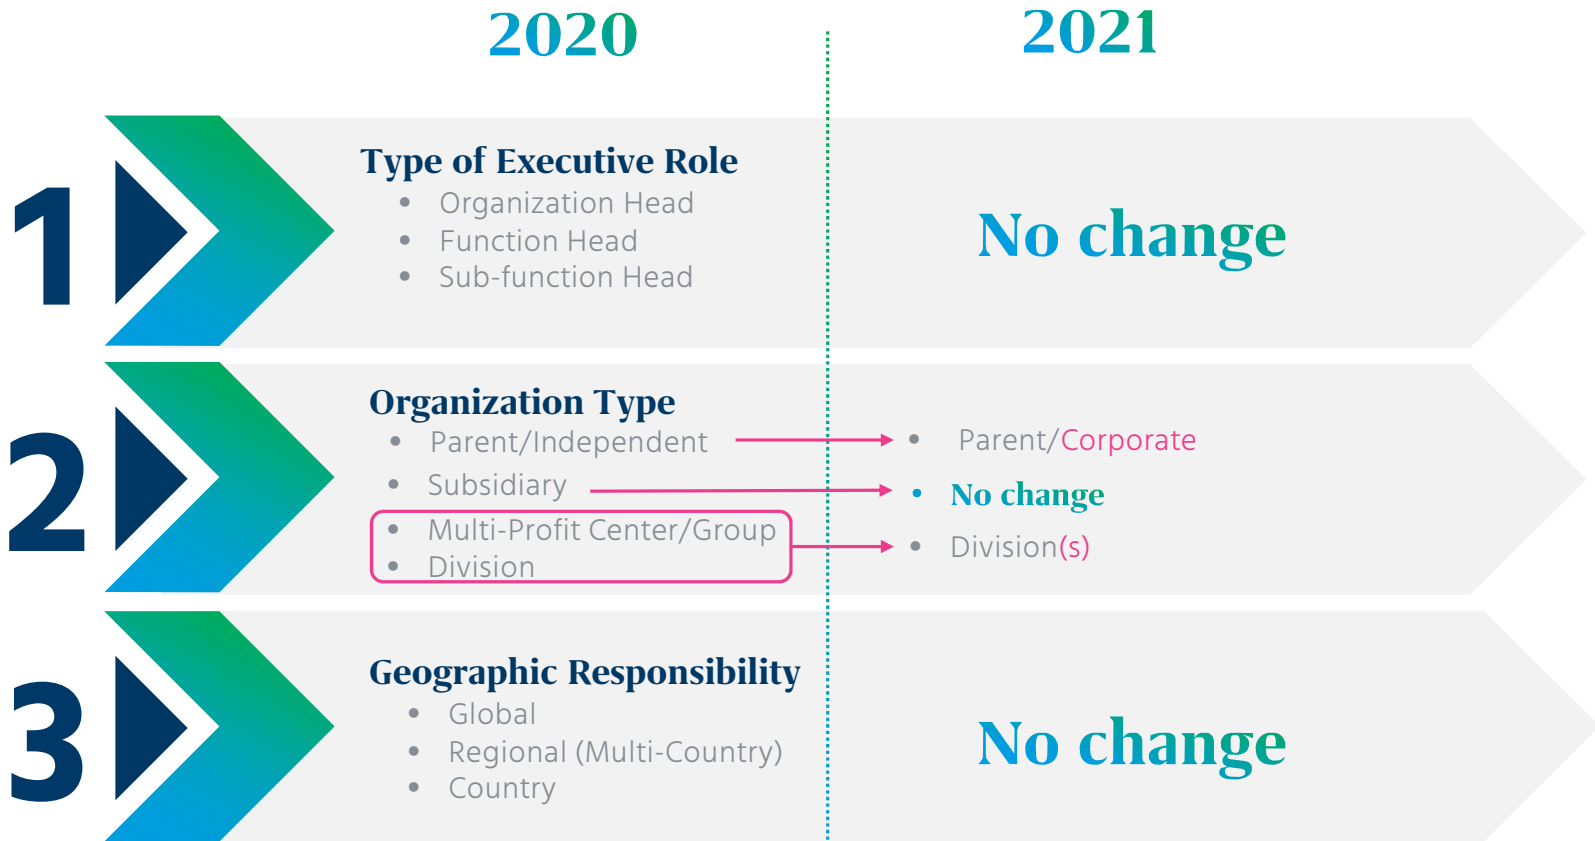 2020
2021
1
Type of Executive Role
• Organization Head
• Function Head
• Sub-function Head
No change
2
Organization Type
• Parent/Independent
• Subsidiary
• Multi-Profit Center/Group
• Division
• Parent/Corporate
• No change
• Division(s)
3
Geographic Responsibility
• Global
• Regional (Multi-Country)
• Country
No change